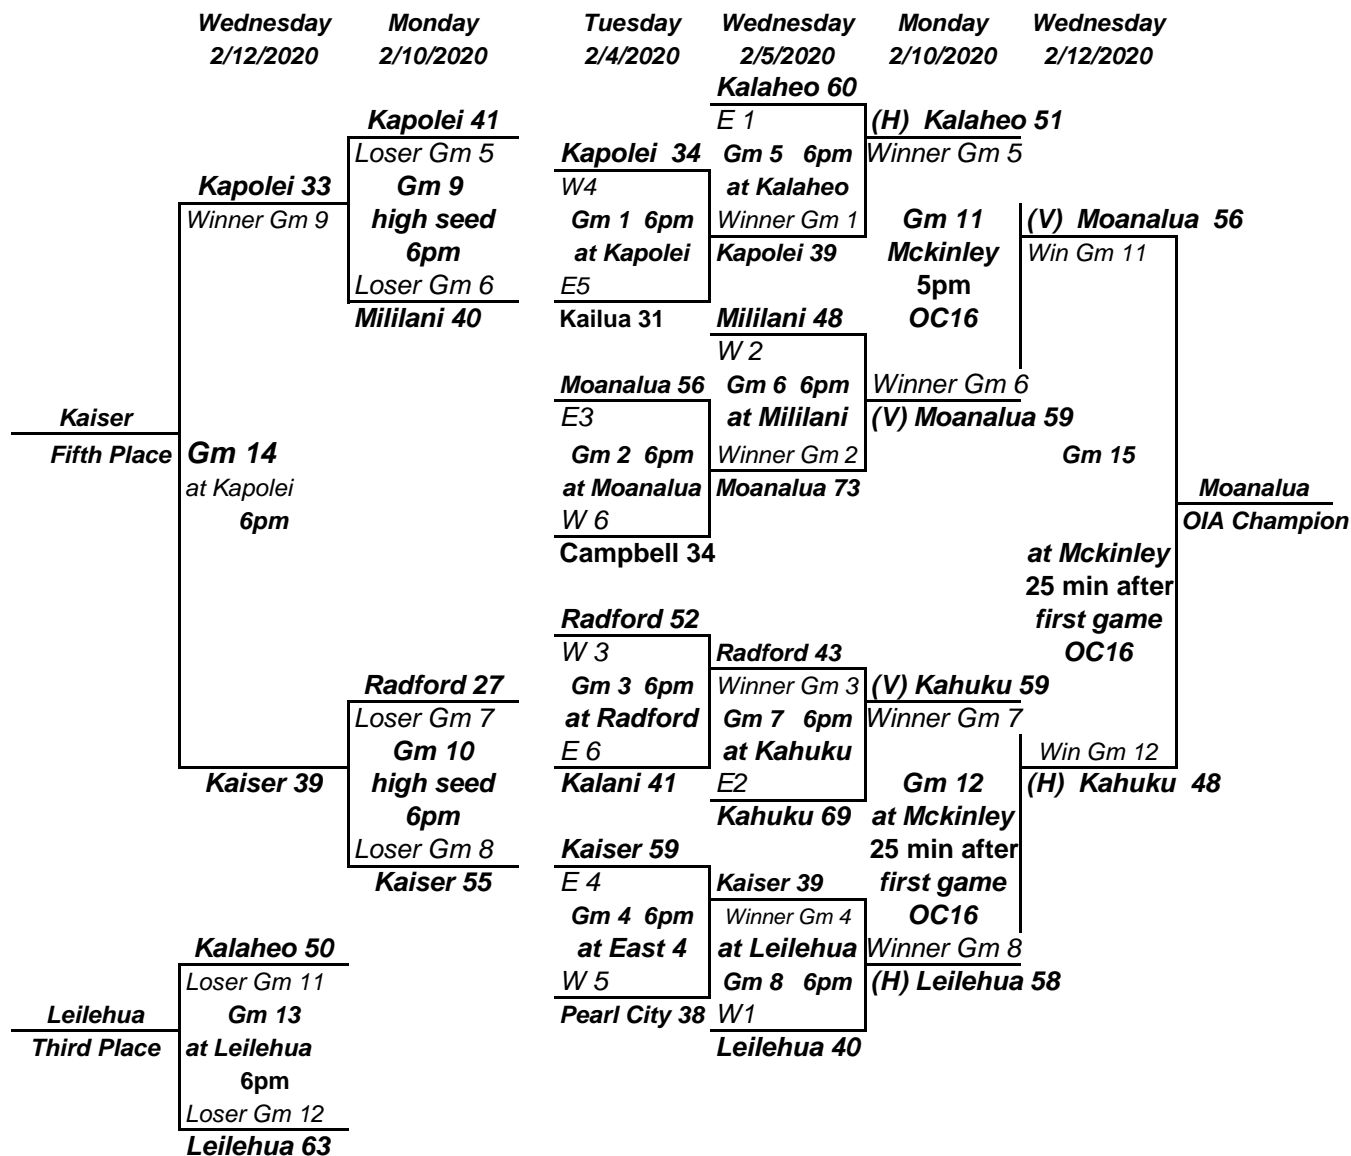 Wednesday Monday Tuesday Wednesday Monday Wednesday
2/12/2020 2/10/2020 2/4/2020 2/5/2020 2/10/2020 2/12/2020
Kalaheo 60
Kapolei 41 E 1 (H) Kalaheo 51
Loser Gm 5 Kapolei 34 Gm 5 6pm Winner Gm 5
Kapolei 33 Gm 9 W4 at Kalaheo
Winner Gm 9 high seed Gm 1 6pm Winner Gm 1 Gm 11 (V) Moanalua 56
6pm at Kapolei Kapolei 39 Mckinley Win Gm 11
Loser Gm 6 E5 5pm
Mililani 40 Kailua 31 Mililani 48 OC16
W 2
Moanalua 56 Gm 6 6pm Winner Gm 6
Kaiser E3 at Mililani (V) Moanalua 59
Fifth Place Gm 14 Gm 2 6pm Winner Gm 2 Gm 15
at Kapolei at Moanalua Moanalua 73 Moanalua
6pm W 6 OIA Champion
Campbell 34 at Mckinley
25 min after
Radford 52 first game
W 3 Radford 43 OC16
Radford 27 Gm 3 6pm Winner Gm 3 (V) Kahuku 59
Loser Gm 7 at Radford Gm 7 6pm Winner Gm 7
Gm 10 E 6 at Kahuku Win Gm 12
Kaiser 39 high seed Kalani 41 E2 Gm 12 (H) Kahuku 48
6pm Kahuku 69 at Mckinley
Loser Gm 8 Kaiser 59 25 min after
Kaiser 55 E 4 Kaiser 39 first game
Gm 4 6pm Winner Gm 4 OC16
Kalaheo 50 at East 4 at Leilehua Winner Gm 8
Loser Gm 11 W 5 Gm 8 6pm (H) Leilehua 58
Leilehua Gm 13 Pearl City 38 W1
Third Place at Leilehua Leilehua 40
6pm
Loser Gm 12
Leilehua 63